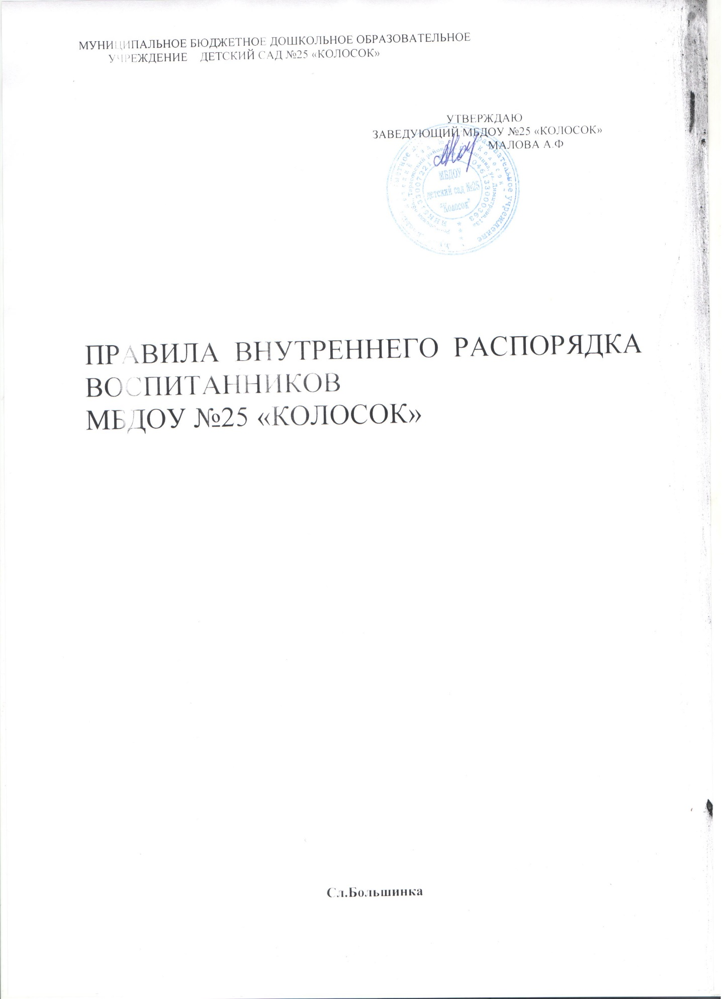 МУНИЦИПАЛЬНОЕ БЮДЖЕТНОЕ ДОШКОЛЬНОЕ ОБРАЗОВАТЕЛЬНОЕ
УЧРЕЖДЕНИЕ ДЕТСКИЙ САД №25 «КОЛОСОК»
УТВЕРЖДАЮ
ЗАВЕДУЮЩИЙ МБДОУ №25 «КОЛОСОК»
МАЛОВА А.Ф
МБДОУ
детский сад №25
"Колосок"
ПРАВИЛА ВНУТРЕННЕГО РАСПОРЯДКА
ВОСПИТАННИКОВ
МБДОУ №25 «КОЛОСОК»
Сл.Большинка